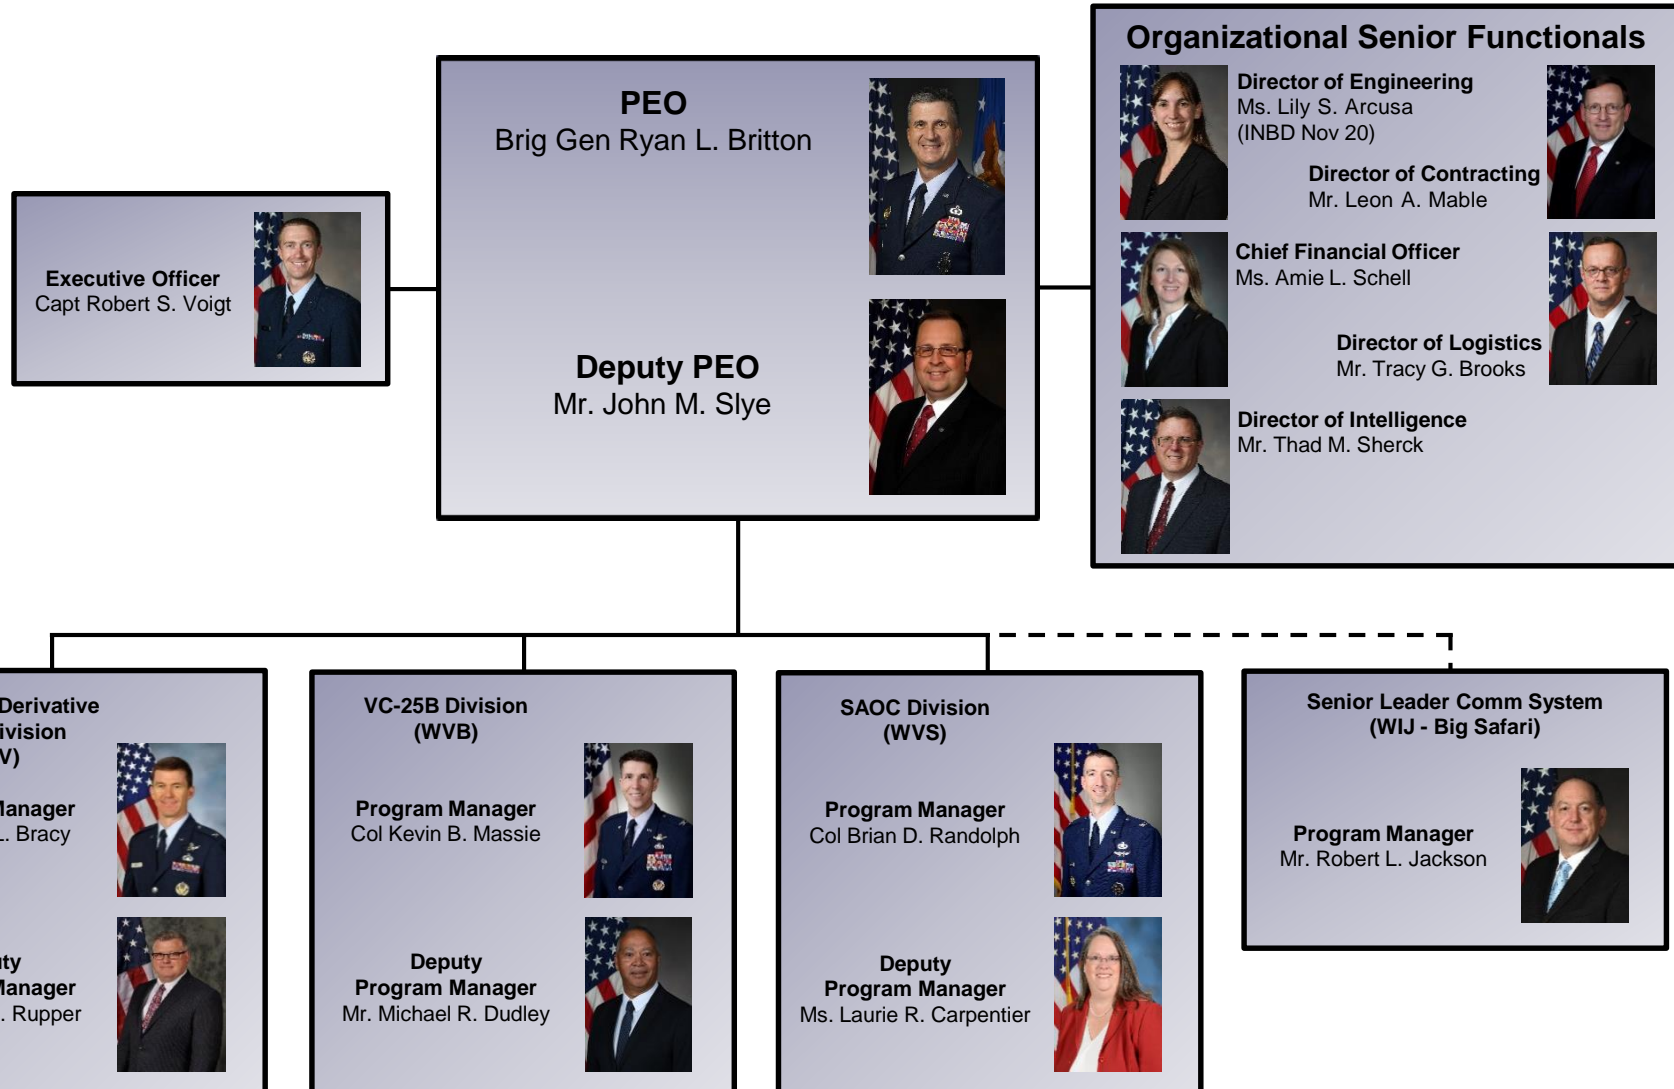 PEO
Brig Gen Ryan L. Britton
Deputy PEO
Mr. John M. Slye
Executive Officer
Capt Robert S. Voigt
Organizational Senior Functionals
Director of Engineering
Ms. Lily S. Arcusa
(INBD Nov 20)
Director of Contracting
Mr. Leon A. Mable
Chief Financial Officer
Ms. Amie L. Schell
Director of Logistics
Mr. Tracy G. Brooks
Director of Intelligence
Mr. Thad M. Sherck
Derivative
ivision
V)
anager
L. Bracy
ty
anager
. Rupper
VC-25B Division
(WVB)
Program Manager
Col Kevin B. Massie
Deputy
Program Manager
Mr. Michael R. Dudley
SAOC Division
(WVS)
Program Manager
Col Brian D. Randolph
Deputy
Program Manager
Ms. Laurie R. Carpentier
Senior Leader Comm System
(WIJ - Big Safari)
Program Manager
Mr. Robert L. Jackson